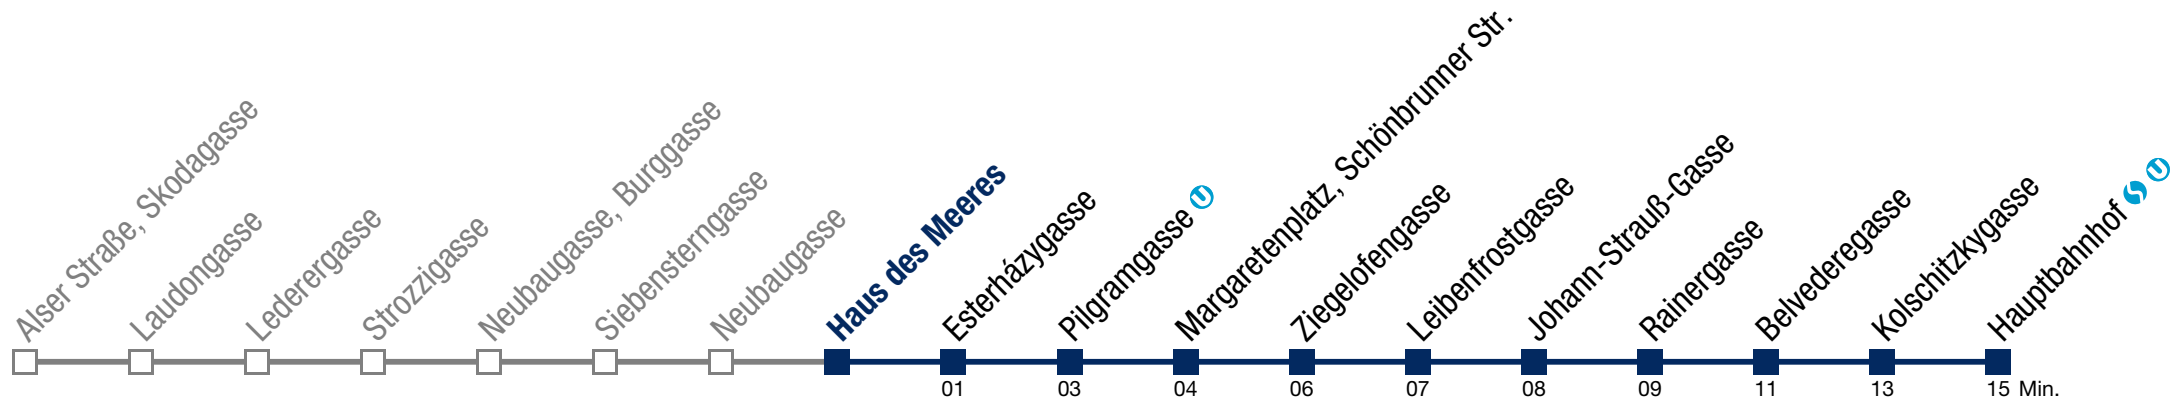 Alser Straße, Skodagasse
Laudongasse
Lederergasse
Strozzigasse
Neubaugasse, Burggasse
Siebensterngasse
Neubaugasse
Haus des Meeres
Esterházygasse
Pilgramgasse U
Margaretenplatz, Schönbrunner Str.
Ziegelofengasse
Leibenfrostgasse
Johann-Strauß-Gasse
Rainergasse
Belvederegasse
Kolschitzkygasse
Hauptbahnhof S U
01 03 04 06 07 08 09 11 13 15 Min.